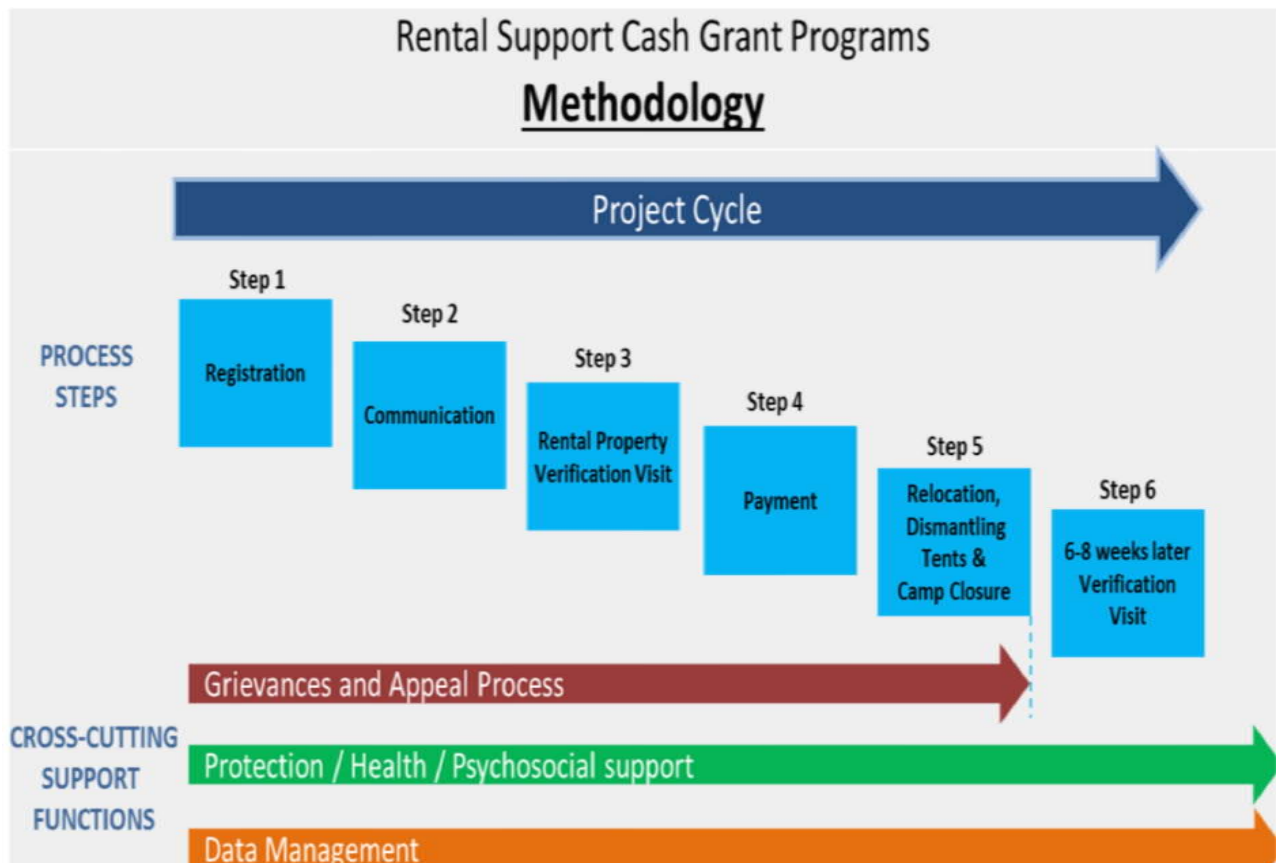 Rental Support Cash Grant Programs
Methodology
Project Cycle
PROCESS
STEPS
Step 1
Registration
Step 2
Communication
Step 3
Rental Property
Verification Visit
Step 4
Payment
Step 5
Relocation,
Dismantling
Tents &
Camp Closure
Step 6
6-8 weeks later
Verification
Visit
CROSS-CUTTING
SUPPORT
FUNCTIONS
Grievances and Appeal Process
Protection / Health / Psychosocial support
Data Management